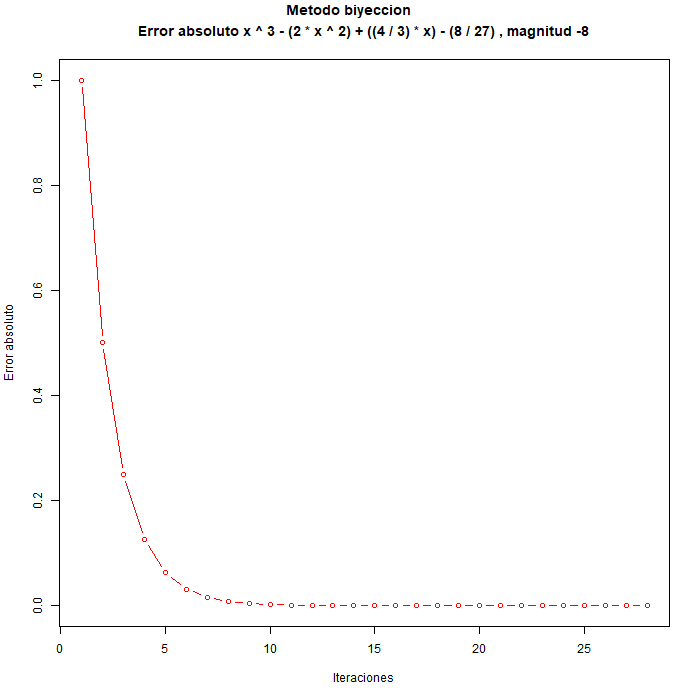 Metodo biyeccion
Error absoluto x ^ 3 - (2 * x ^ 2) + ((4 / 3) * x) - (8 / 27) , magnitud -8
1.0
0.8
0.6
0.4
0.2
0.0
Error absoluto
0 5 10 15 20 25
Iteraciones